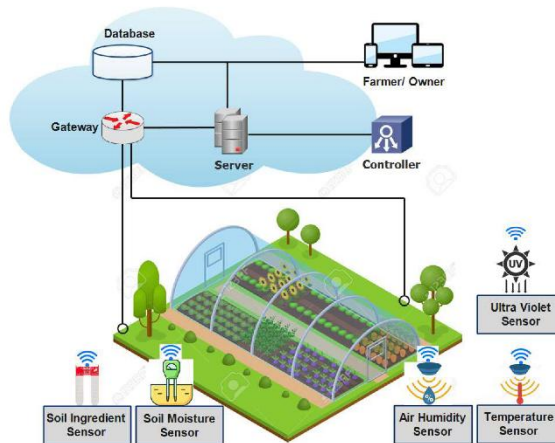 Database
Farmer/ Owner
Gateway
Server
Controller
UV
Ultra Violet
Sensor
Soil Ingredient
Sensor
Soil Moisture
Sensor
%
Air Humidity
Sensor
Temperature
Sensor